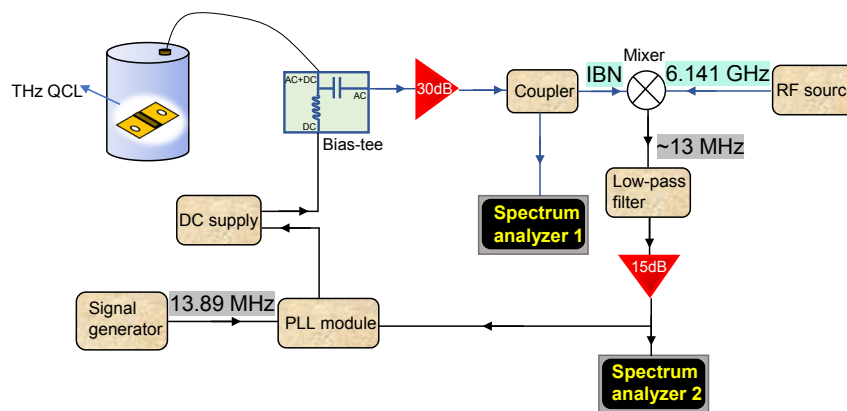 Mixer
IBN
6.141 GHz
AC+DC
AC
DC
30dB
Coupler
RF sourc
THz QCL
Bias-tee
~13 MHz
Low-pass
filter
DC supply
Spectrum
analyzer 1
15dB
13.89 MHz
Signal
generator
PLL module
Spectrum
analyzer 2